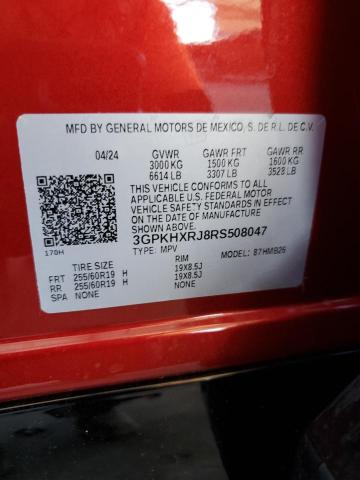 MFD BY GENERAL MOTORS DE MEXICO, S. DE R.L. DE C.V.
04/24 GVWR GAWR FRT GAWR RR
3000 KG 1500 KG 1600 KG
6614 LB 3307 LB 3528 LB
THIS VEHICLE CONFORMS TO ALL
APPLICABLE U.S. FEDERAL MOTOR
VEHICLE SAFETY STANDARDS IN EFFECT
ON THE DATE OF MANUFACTURE SHOWN ABOVE.
3GPKHXRJ8RS508047
TYPE: MPV 87HMB26
170H
TIRE SIZE RIM
FRT 255/60R19 H 19X8.5J
RR 255/60R19 H 19X8.5J
SPA NONE NONE